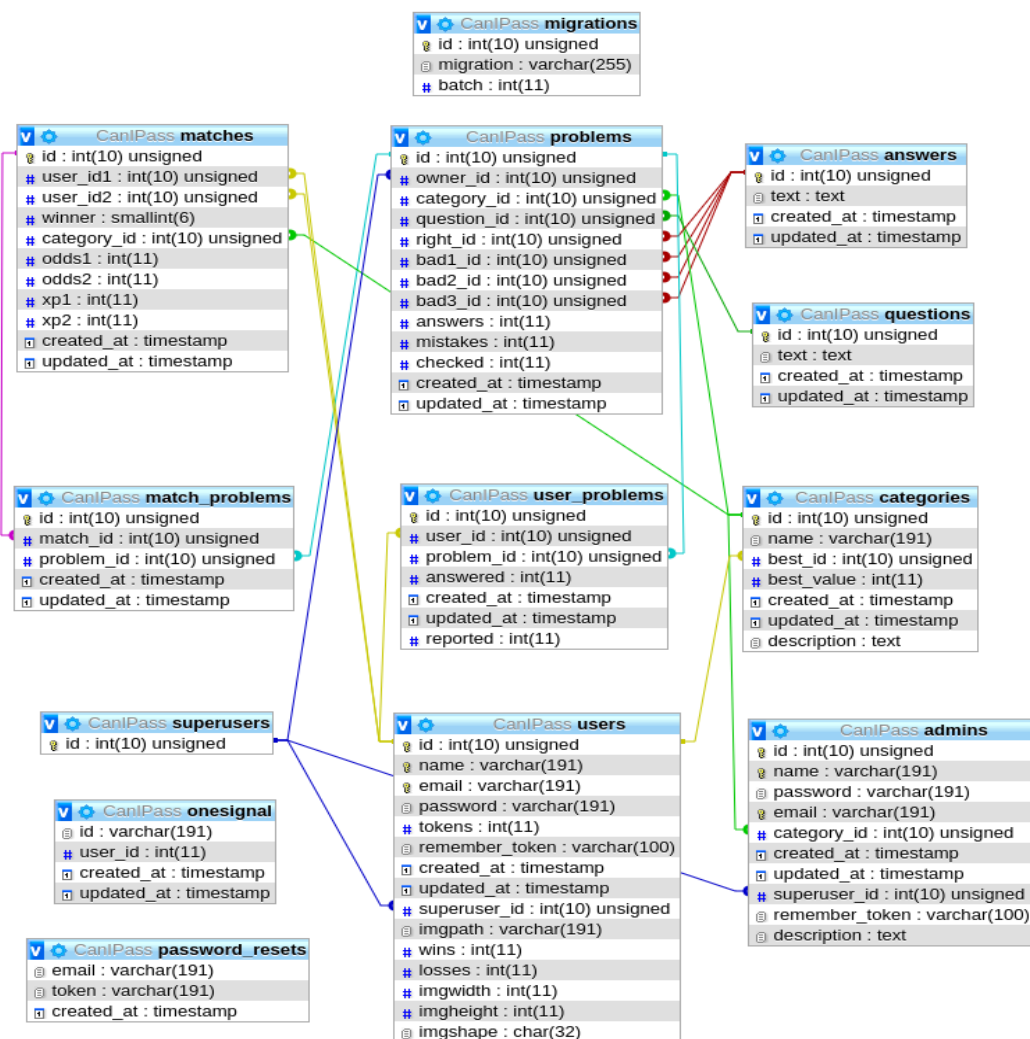 CanIPass migrations
id : int(10) unsigned
migration : varchar(255)
batch : int(11)
CanIPass matches
id : int(10) unsigned
user_id1 : int(10) unsigned
user_id2 : int(10) unsigned
winner : smallint(6)
category_id : int(10) unsigned
odds1 : int(11)
odds2 : int(11)
xp1 : int(11)
xp2 : int(11)
created_at : timestamp
updated_at : timestamp
CanIPass problems
id : int(10) unsigned
owner_id : int(10) unsigned
category_id : int(10) unsigned
question_id : int(10) unsigned
right_id : int(10) unsigned
bad1_id : int(10) unsigned
bad2_id : int(10) unsigned
bad3_id : int(10) unsigned
answers : int(11)
mistakes : int(11)
checked : int(11)
created_at : timestamp
updated_at : timestamp
CanIPass answers
id : int(10) unsigned
text : text
created_at : timestamp
updated_at : timestamp
CanIPass questions
id : int(10) unsigned
text : text
created_at : timestamp
updated_at : timestamp
CanIPass match_problems
id : int(10) unsigned
match_id : int(10) unsigned
problem_id : int(10) unsigned
created_at : timestamp
updated_at : timestamp
CanIPass user_problems
id : int(10) unsigned
user_id : int(10) unsigned
problem_id : int(10) unsigned
answered : int(11)
created_at : timestamp
updated_at : timestamp
reported : int(11)
CanIPass categories
id : int(10) unsigned
name : varchar(191)
best_id : int(10) unsigned
best_value : int(11)
created_at : timestamp
updated_at : timestamp
description : text
CanIPass superusers
id : int(10) unsigned
CanIPass onesignal
id : varchar(191)
user_id : int(11)
created_at : timestamp
updated_at : timestamp
CanIPass password_resets
email : varchar(191)
token : varchar(191)
created_at : timestamp
CanIPass users
id : int(10) unsigned
name : varchar(191)
email : varchar(191)
password : varchar(191)
tokens : int(11)
remember_token : varchar(100)
created_at : timestamp
updated_at : timestamp
superuser_id : int(10) unsigned
imgpath : varchar(191)
wins : int(11)
losses : int(11)
imgwidth : int(11)
imgheight : int(11)
imgshape : char(32)
CanIPass admins
id : int(10) unsigned
name : varchar(191)
password : varchar(191)
email : varchar(191)
category_id : int(10) unsigned
created_at : timestamp
updated_at : timestamp
superuser_id : int(10) unsigned
remember_token : varchar(100)
description : text